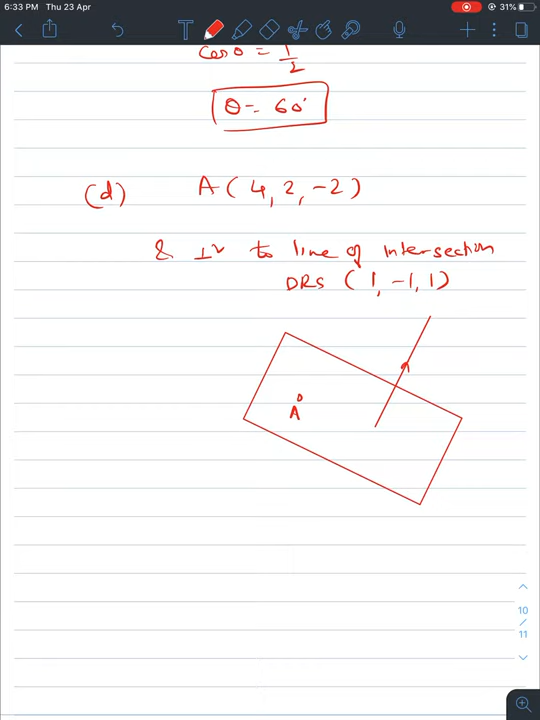 6:33 PM Thu 23 Apr
31%
cos θ = 1/2
θ = 60°
(d) A ( 4, 2, -2 )
& ⊥r to line of intersection
DRS ( 1, -1, 1 )
A
10
/
11